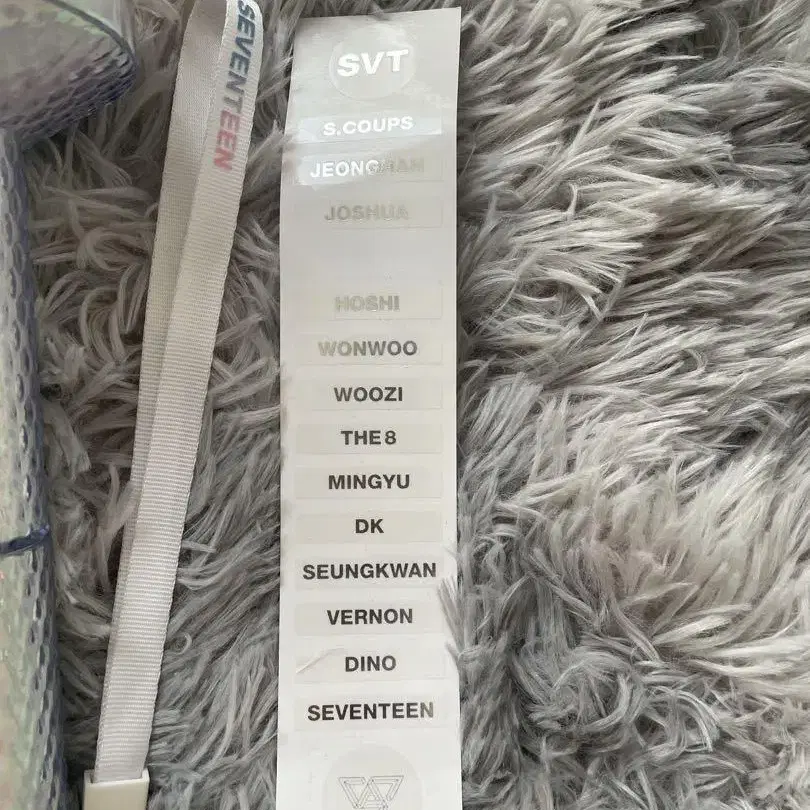 SEVENTEEN
SVT
S.COUPS
JEONGHAN
JOSHUA
HOSHI
WONWOO
WOOZI
THE 8
MINGYU
DK
SEUNGKWAN
VERNON
DINO
SEVENTEEN